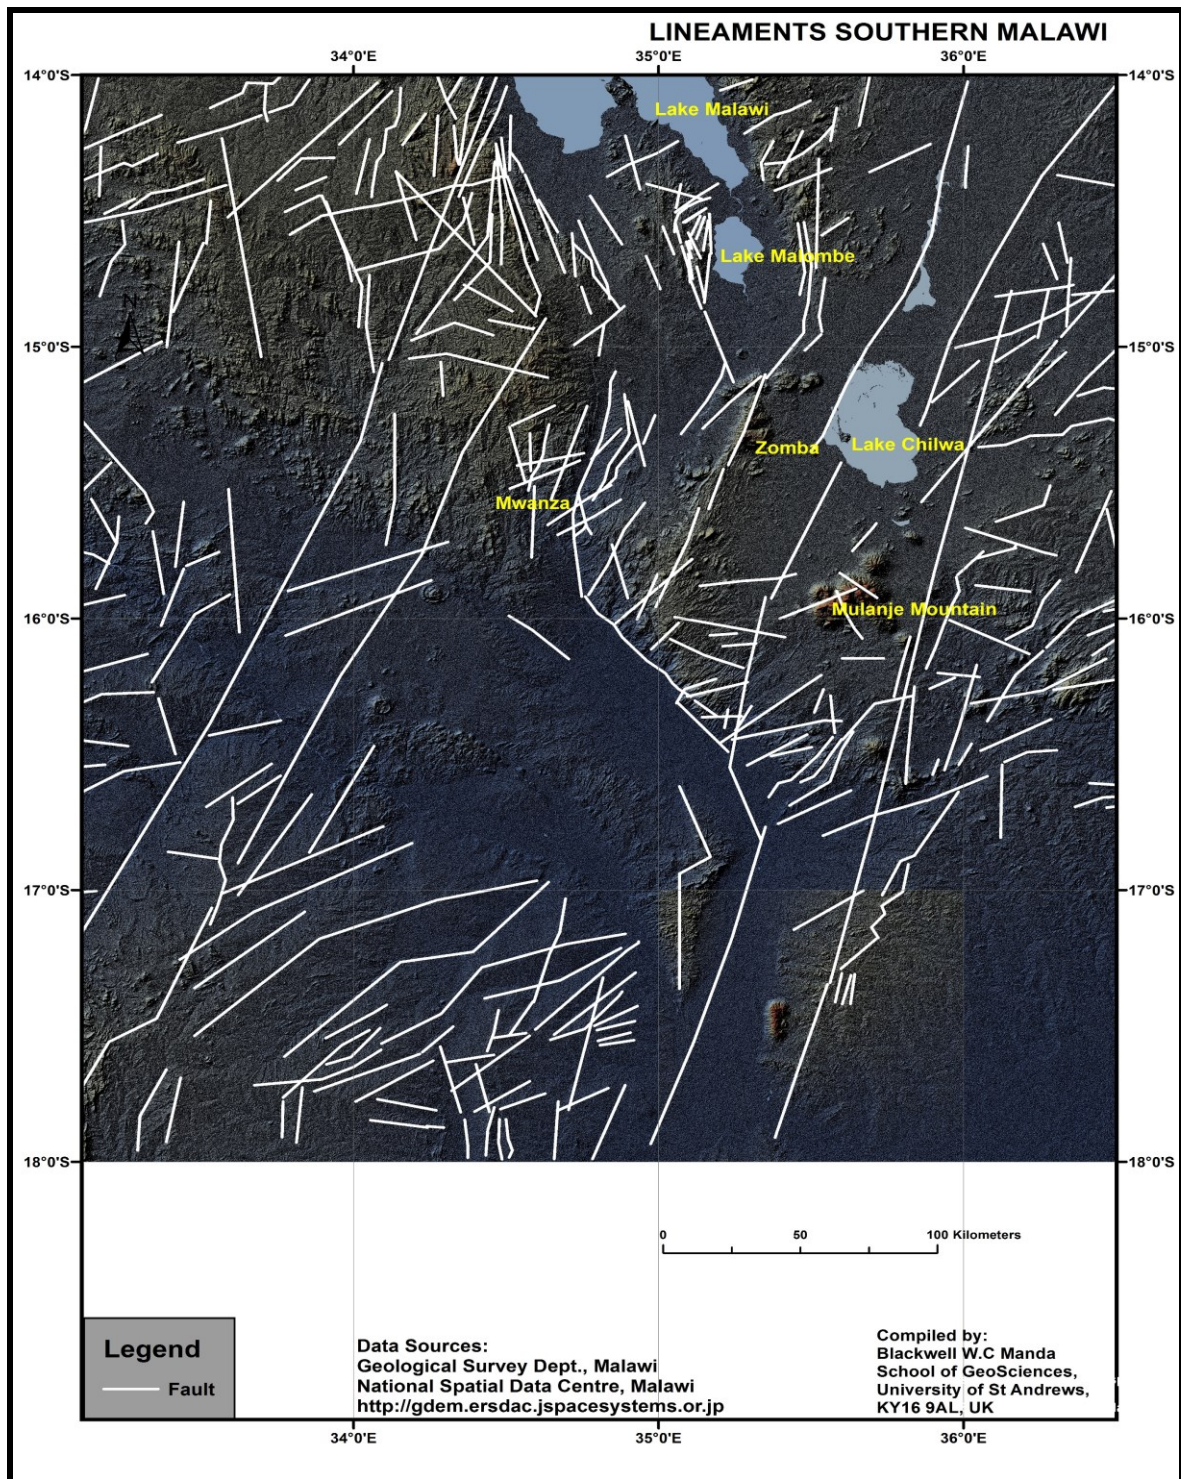 LINEAMENTS SOUTHERN MALAWI
34°0'E 35°0'E 36°0'E
14°0'S 14°0'S
Lake Malawi
Lake Malombe
N
15°0'S 15°0'S
Zomba Lake Chilwa
Mwanza
16°0'S 16°0'S
Mulanje Mountain
17°0'S 17°0'S
18°0'S 18°0'S
0 50 100 Kilometers
Legend
Fault
Data Sources:
Geological Survey Dept., Malawi
National Spatial Data Centre, Malawi
http://gdem.ersdac.jspacesystems.or.jp
Compiled by:
Blackwell W.C Manda
School of GeoSciences,
University of St Andrews,
KY16 9AL, UK
34°0'E 35°0'E 36°0'E